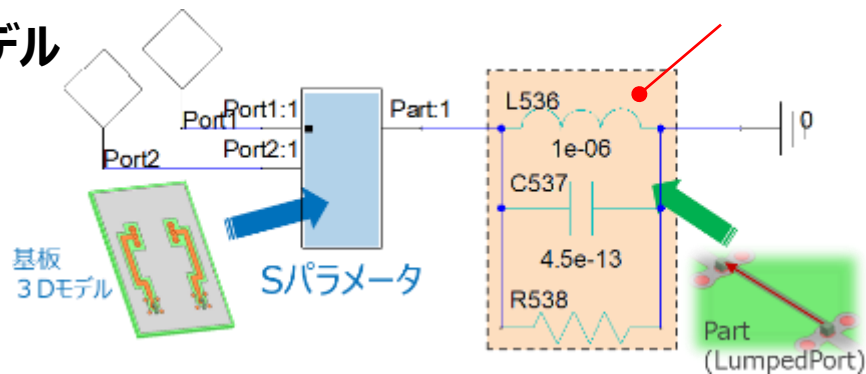 デル
Port1:1
Port1
Port2:1
Port2
Part:1
L536
1e-06
C537
4.5e-13
R538
0
基板
３Dモデル
Sパラメータ
Part
(LumpedPort)